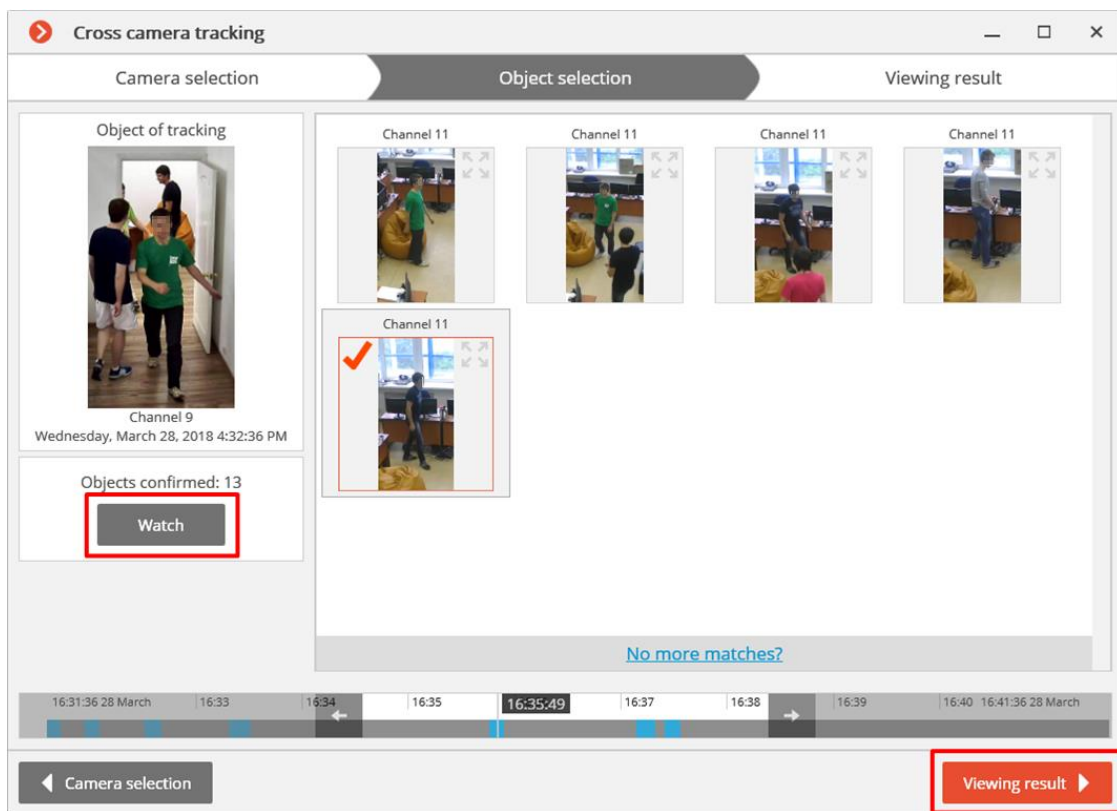 Cross camera tracking
Camera selection
Object selection
Viewing result
Object of tracking
Channel 9
Wednesday, March 28, 2018 4:32:36 PM
Objects confirmed: 13
Watch
Channel 11
Channel 11
Channel 11
Channel 11
Channel 11
No more matches?
16:31:36 28 March 16:33 16:34 16:35 16:35:49 16:37 16:38 16:39 16:40 16:41:36 28 March
Camera selection
Viewing result